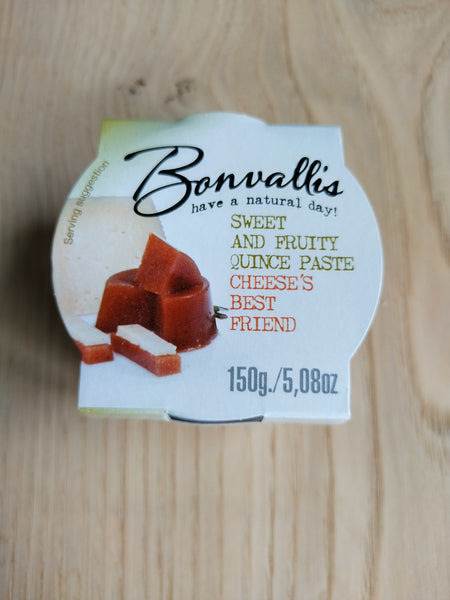 Bonvallis
have a natural day!
Serving suggestion
SWEET
AND FRUITY
QUINCE PASTE
CHEESE'S
BEST
FRIEND
150g./5,08oz